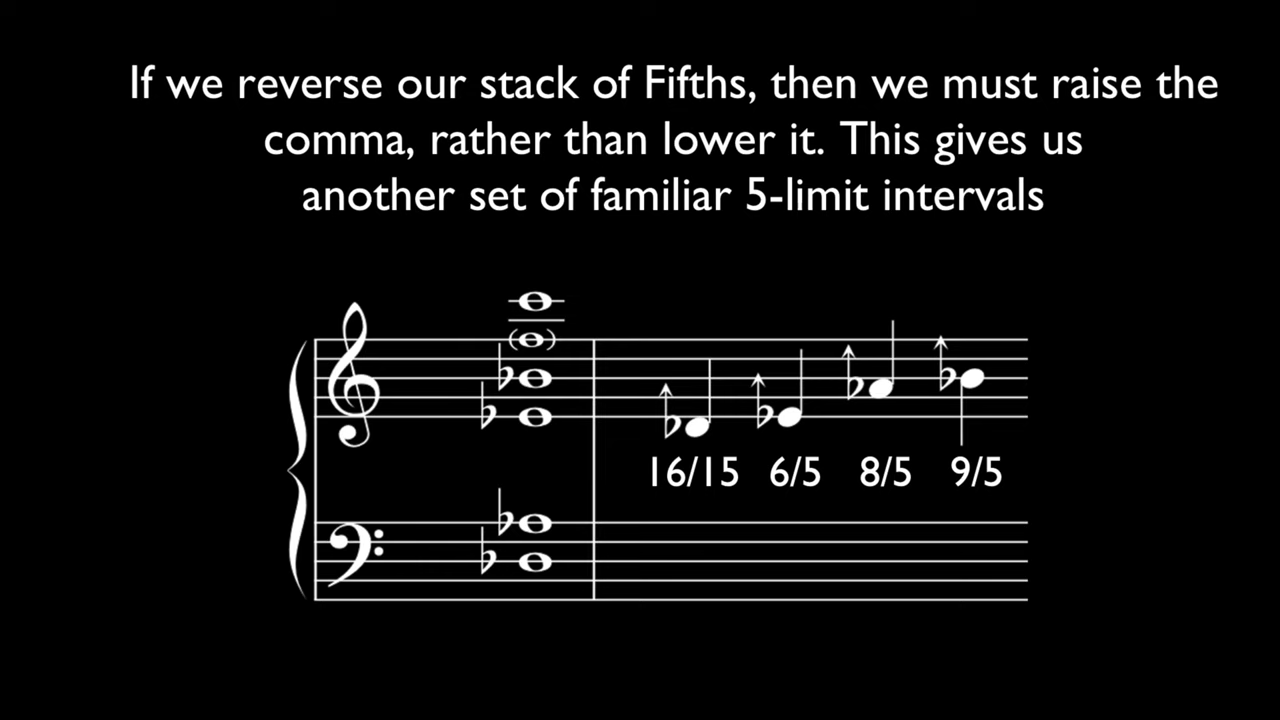 If we reverse our stack of Fifths, then we must raise the
comma, rather than lower it. This gives us
another set of familiar 5-limit intervals
16/15 6/5 8/5 9/5